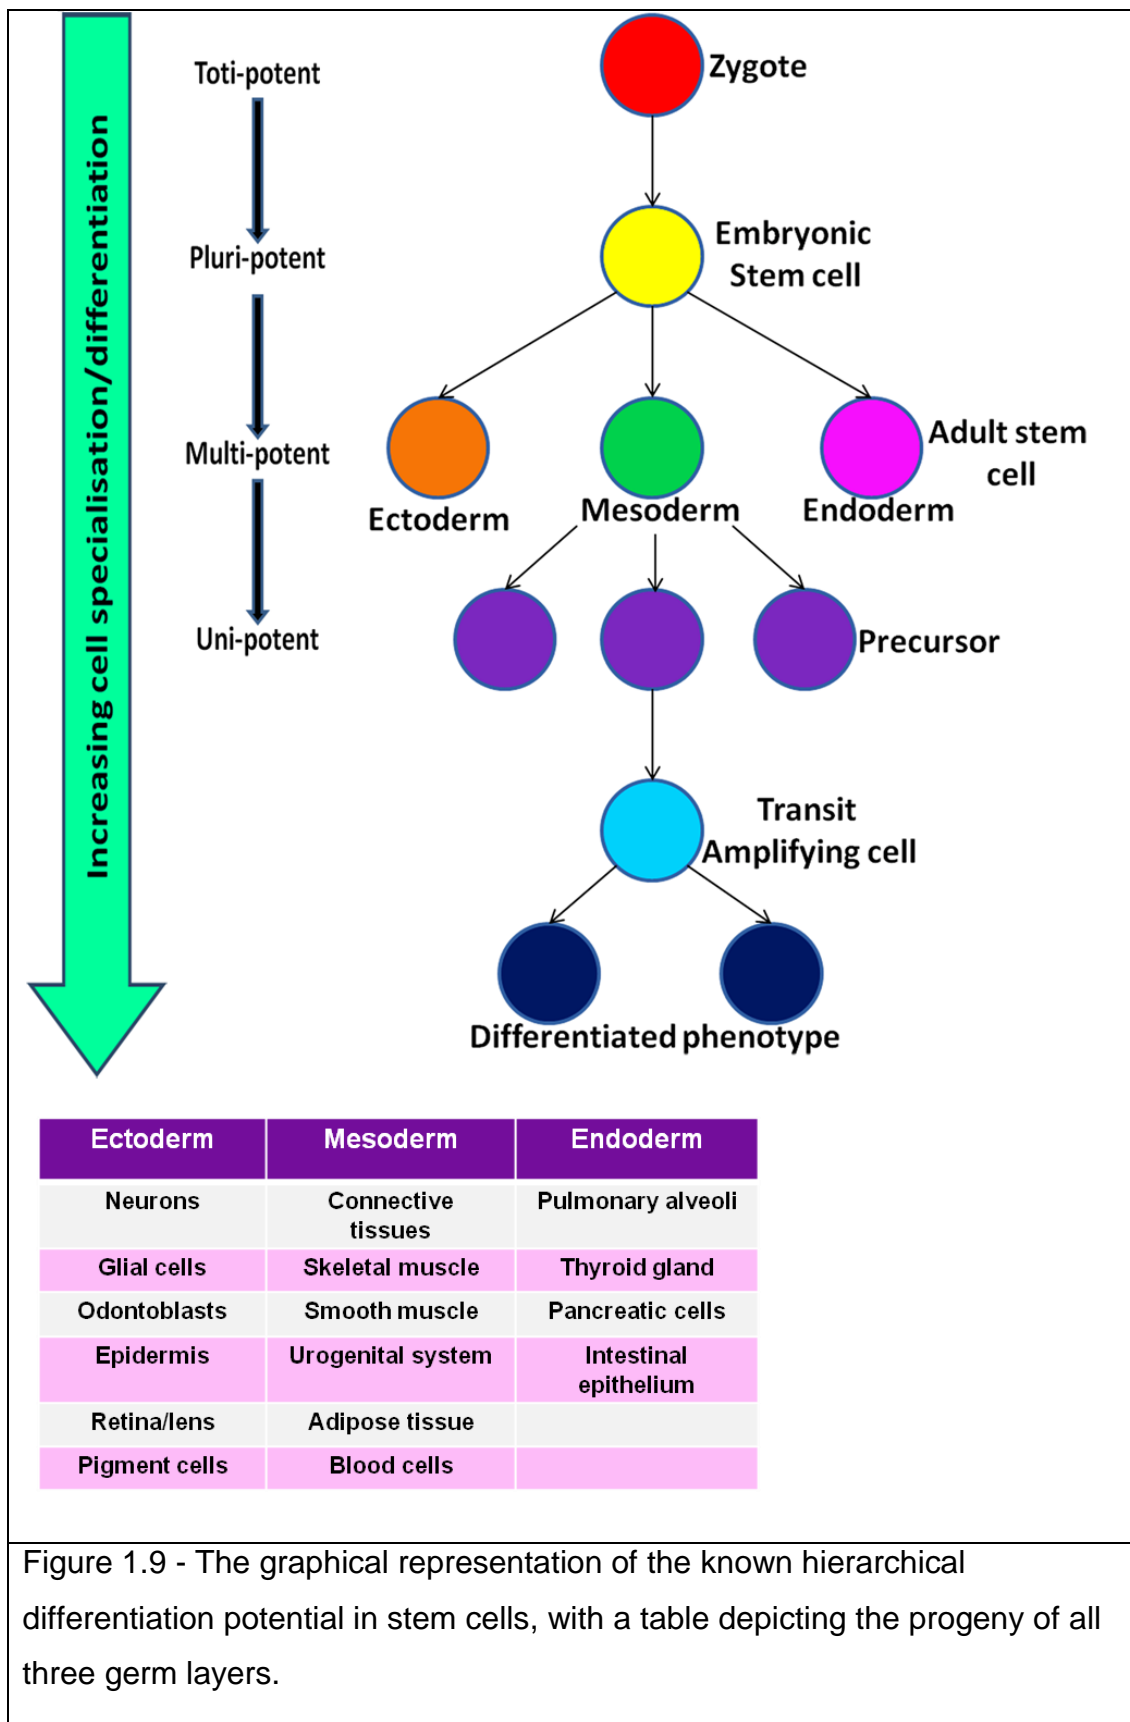 Increasing cell specialisation/differentiation
Toti-potent
Pluri-potent
Multi-potent
Uni-potent
Zygote
Embryonic
Stem cell
Adult stem
cell
Ectoderm
Mesoderm
Endoderm
Precursor
Transit
Amplifying cell
Differentiated phenotype
Ectoderm Mesoderm Endoderm
Neurons Connective Pulmonary alveoli
tissues
Glial cells Skeletal muscle Thyroid gland
Odontoblasts Smooth muscle Pancreatic cells
Epidermis Urogenital system Intestinal
epithelium
Retina/lens Adipose tissue
Pigment cells Blood cells
Figure 1.9 - The graphical representation of the known hierarchical
differentiation potential in stem cells, with a table depicting the progeny of all
three germ layers.